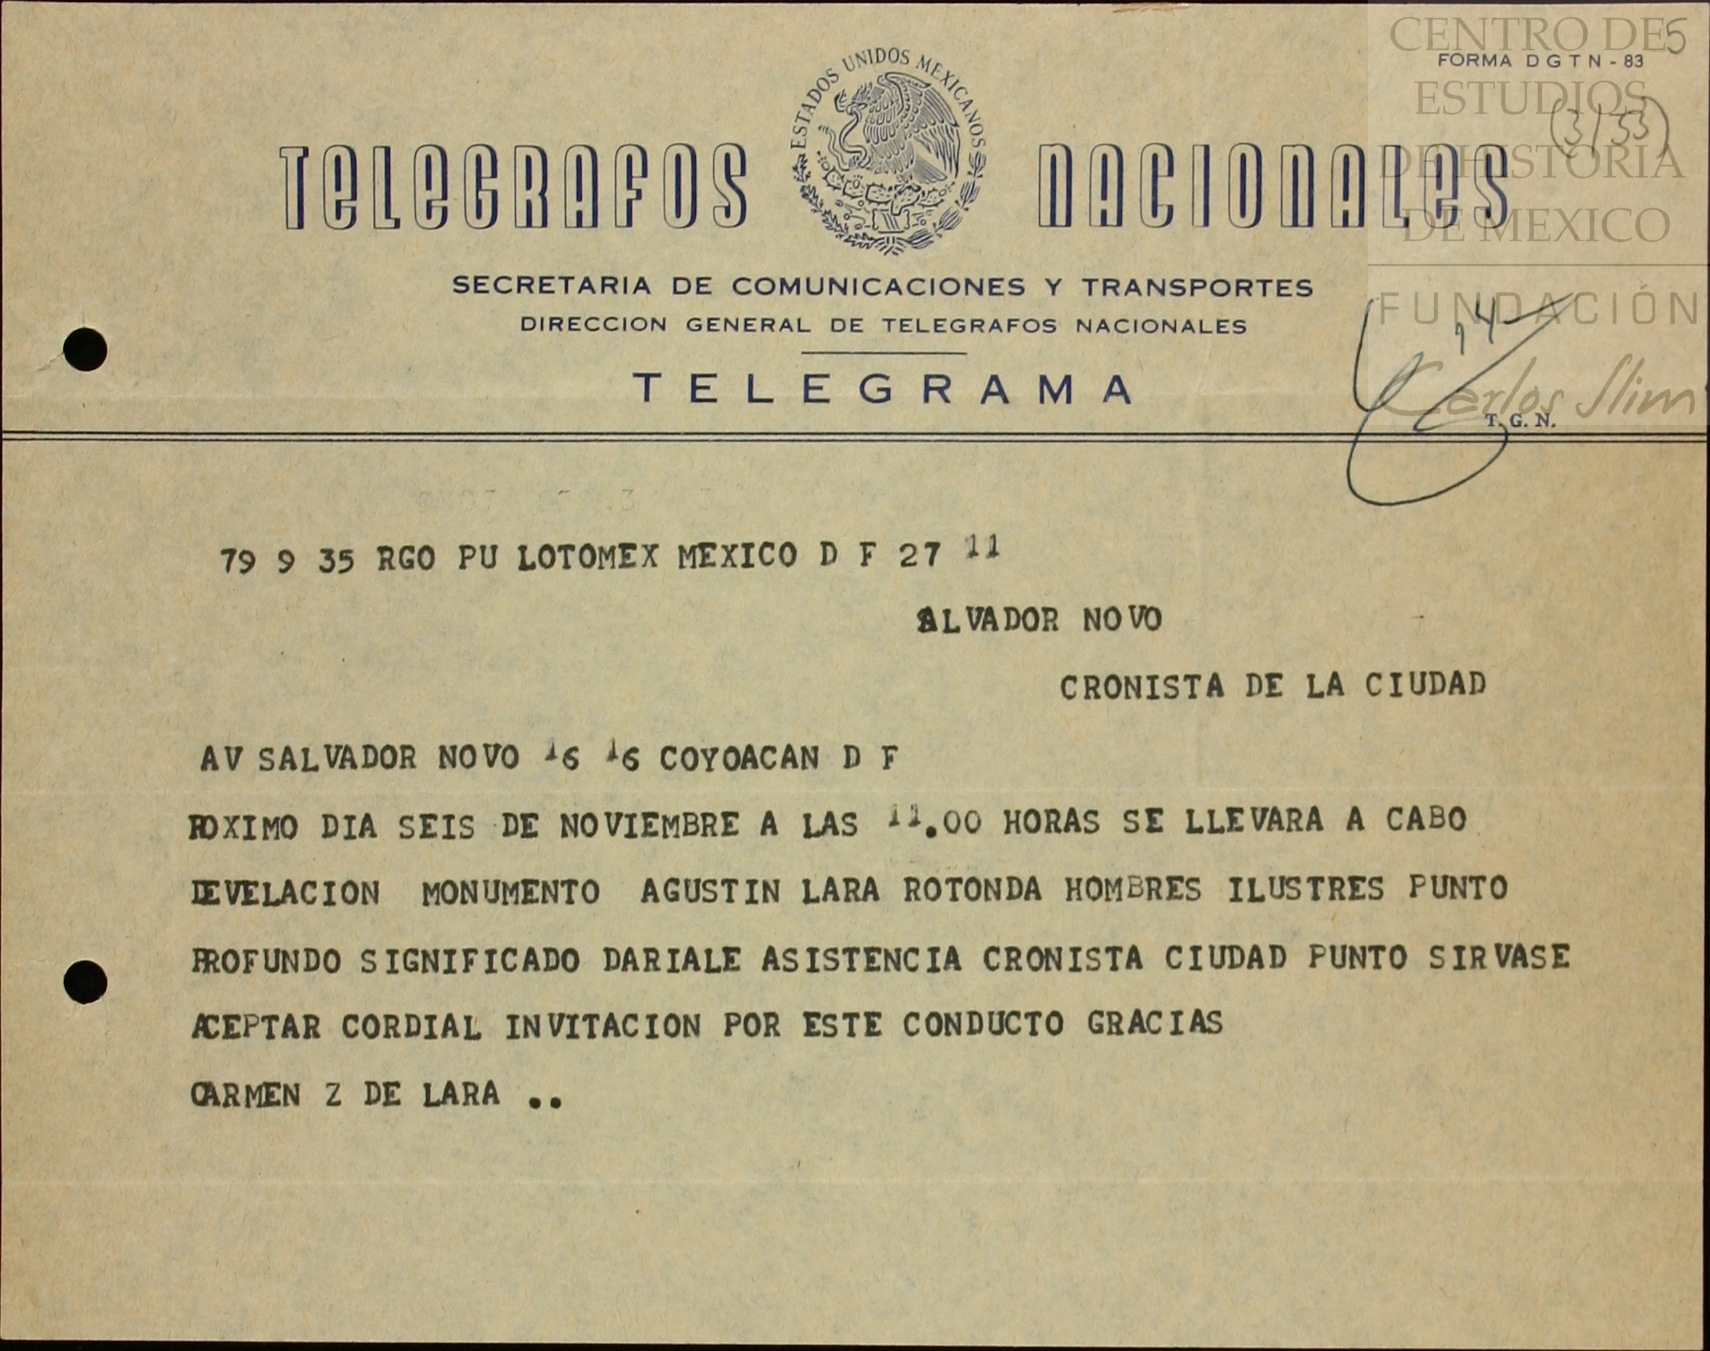 CENTRO DE 5
FORMA D G T N - 83
ESTUDIOS
(3/53)
DE HISTORIA
DE MEXICO
FUNDACIÓN
Carlos Slim
ESTADOS UNIDOS MEXICANOS
TELEGRAFOS NACIONALES
SECRETARIA DE COMUNICACIONES Y TRANSPORTES
DIRECCION GENERAL DE TELEGRAFOS NACIONALES
TELEGRAMA
T. G. N.
79 9 35 RGO PU LOTOMEX MEXICO D F 27 11
SALVADOR NOVO
CRONISTA DE LA CIUDAD
AV SALVADOR NOVO 16 16 COYOACAN D F
ROXIMO DIA SEIS DE NOVIEMBRE A LAS 11.00 HORAS SE LLEVARA A CABO
DEVELACION MONUMENTO AGUSTIN LARA ROTONDA HOMBRES ILUSTRES PUNTO
PROFUNDO SIGNIFICADO DARIALE ASISTENCIA CRONISTA CIUDAD PUNTO SIRVASE
ACEPTAR CORDIAL INVITACION POR ESTE CONDUCTO GRACIAS
CARMEN Z DE LARA ..